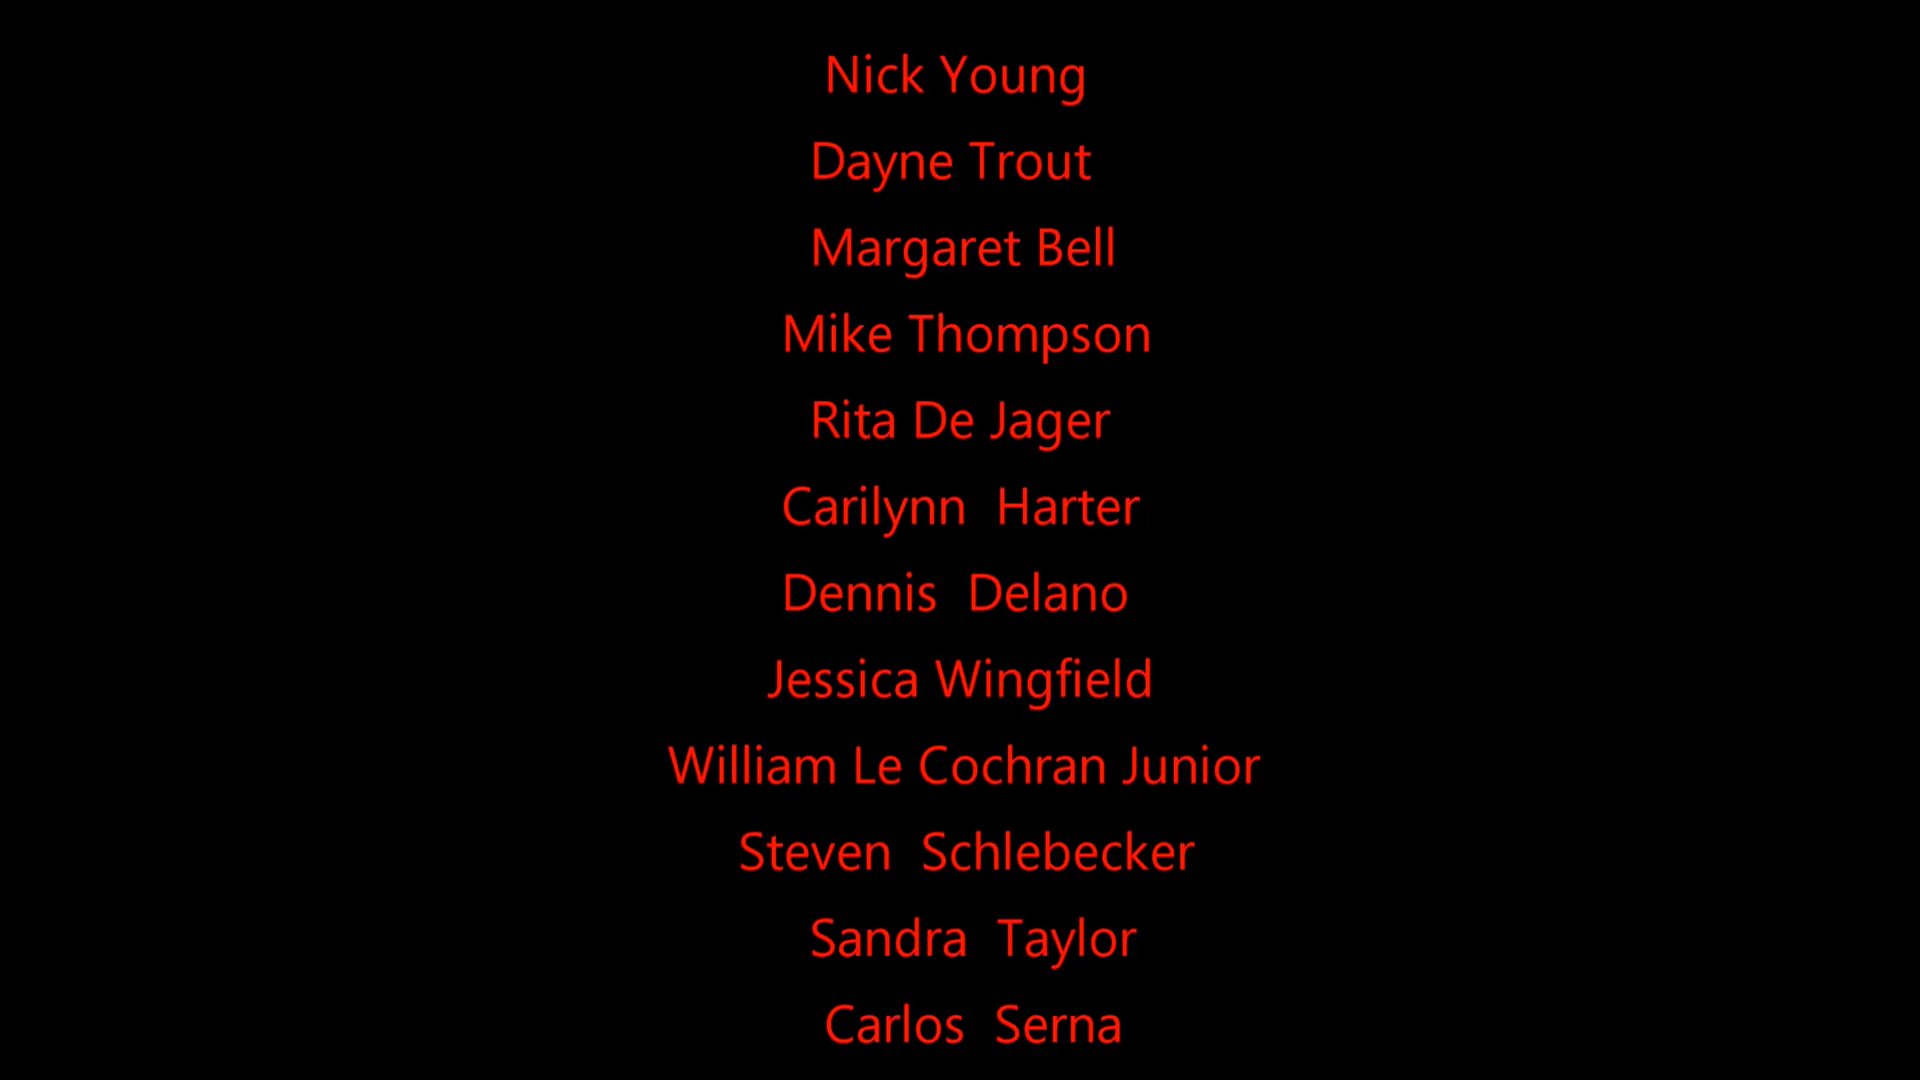 Nick Young
Dayne Trout
Margaret Bell
Mike Thompson
Rita De Jager
Carilynn  Harter
Dennis  Delano
Jessica Wingfield
William Le Cochran Junior
Steven  Schlebecker
Sandra  Taylor
Carlos  Serna